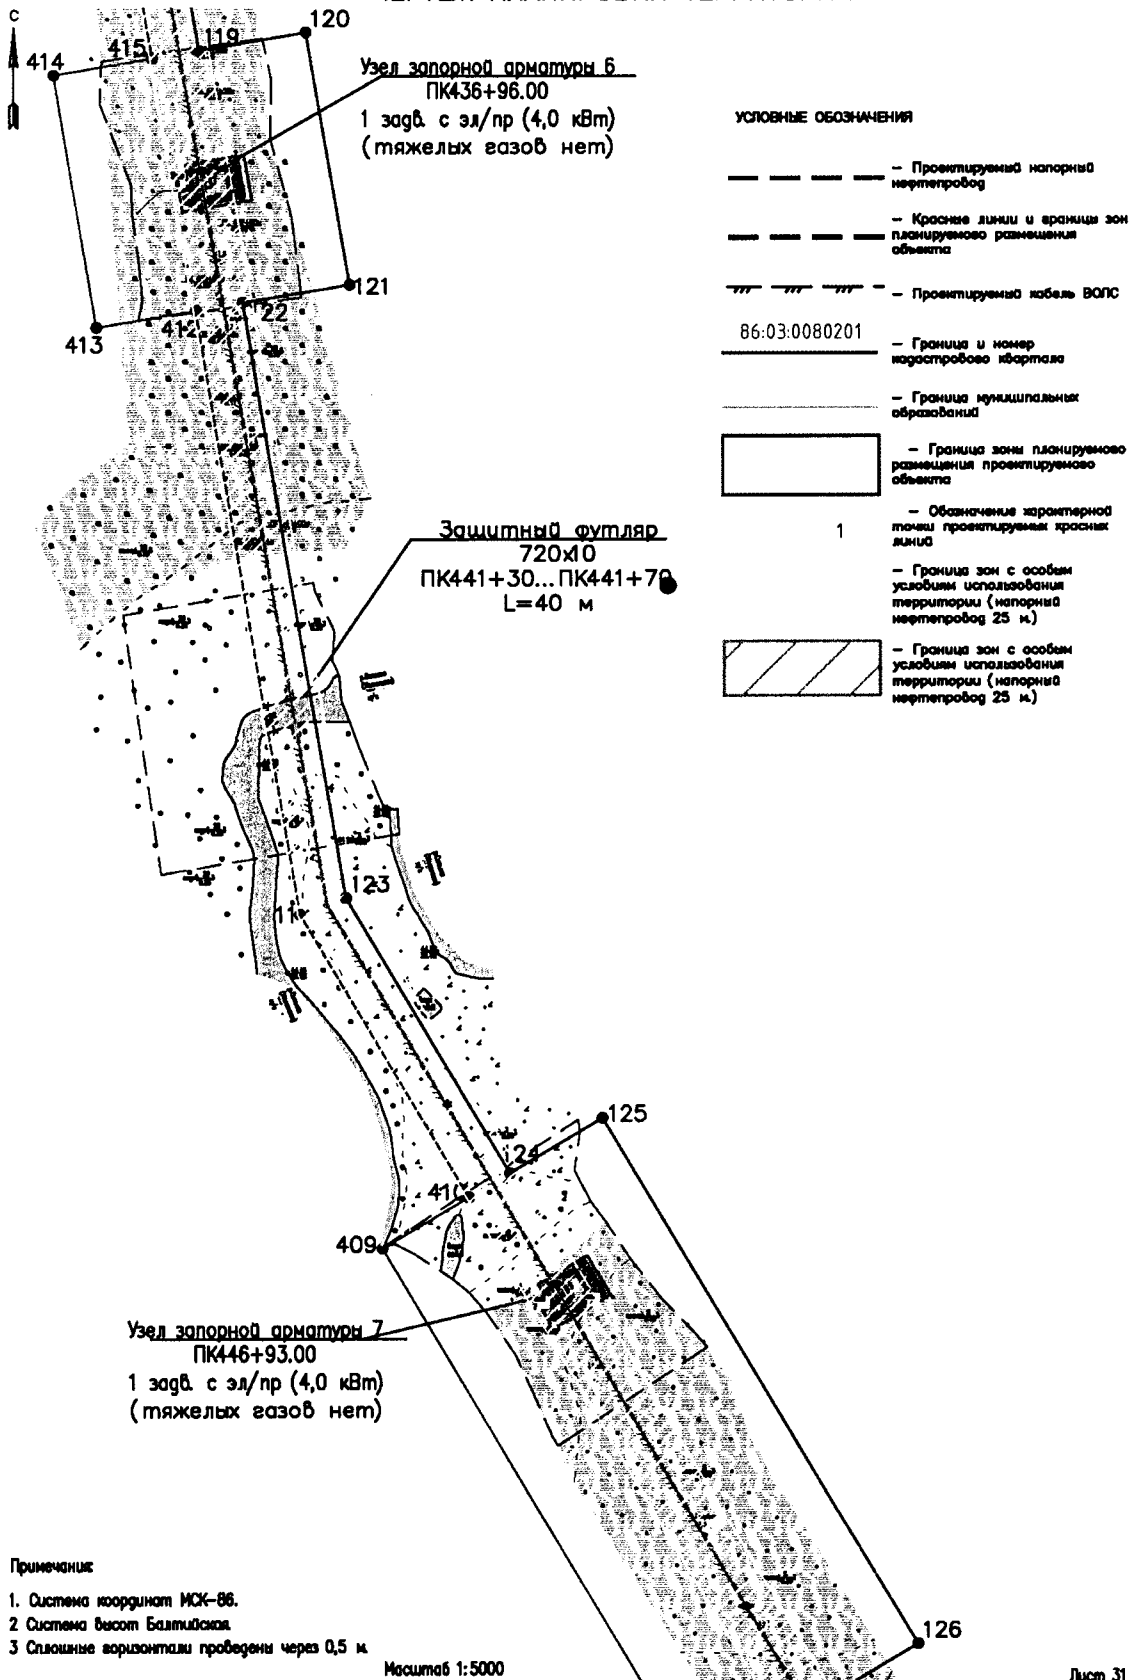 С
120
119
415
414
Узел запорной арматуры 6
ПК436+96.00
1 задв. с эл/пр (4,0 кВт)
(тяжелых газов нет)
121
22
412
413
УСЛОВНЫЕ ОБОЗНАЧЕНИЯ
– Проектируемый напорный
нефтепровод
– Красные линии и границы зон
планируемого размещения
объекта
– Проектируемый кабель ВОЛС
86:03:0080201
– Граница и номер
кадастрового квартала
– Граница муниципальных
образований
– Граница зоны планируемого
размещения проектируемого
объекта
1
– Обозначение характерной
точки проектируемых красных
линий
– Граница зон с особым
условиям использования
территории (напорный
нефтепровод 25 м.)
– Граница зон с особым
условиям использования
территории (напорный
нефтепровод 25 м.)
Защитный футляр
720х10
ПК441+30...ПК441+70
L=40 м
123
11
125
24
41
409
Узел запорной арматуры 7
ПК446+93.00
1 задв. с эл/пр (4,0 кВт)
(тяжелых газов нет)
126
Примечания:
1. Система координат МСК-86.
2 Система высот Балтийская.
3 Сплошные горизонтали проведены через 0,5 м.
Масштаб 1:5000
Лист 31